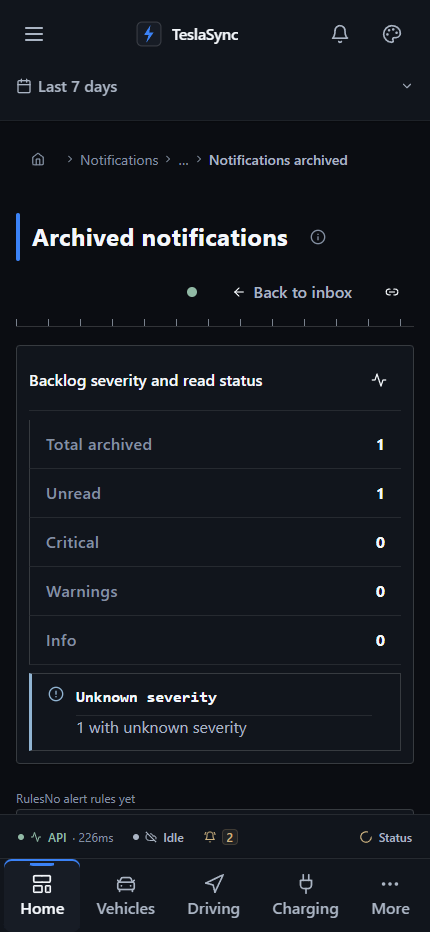 TeslaSync
Last 7 days
Notifications ... Notifications archived
Archived notifications
Back to inbox
Backlog severity and read status
Total archived 1
Unread 1
Critical 0
Warnings 0
Info 0
Unknown severity
1 with unknown severity
RulesNo alert rules yet
API · 226ms Idle 2 Status
Home Vehicles Driving Charging More